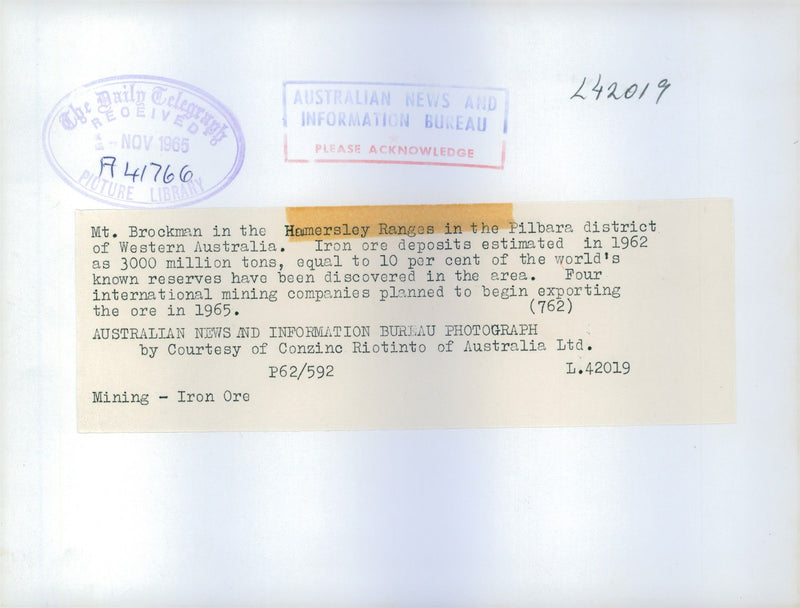 The Daily Telegraph
RECEIVED
NOV 1965
A41766
PICTURE LIBRARY
AUSTRALIAN NEWS AND
INFORMATION BUREAU
PLEASE ACKNOWLEDGE
L42019
Mt. Brockman in the Hamersley Ranges in the Pilbara district
of Western Australia. Iron ore deposits estimated in 1962
as 3000 million tons, equal to 10 per cent of the world's
known reserves have been discovered in the area. Four
international mining companies planned to begin exporting
the ore in 1965. (762)
AUSTRALIAN NEWS AND INFORMATION BUREAU PHOTOGRAPH
by Courtesy of Conzinc Riotinto of Australia Ltd.
P62/592 L.42019
Mining - Iron Ore